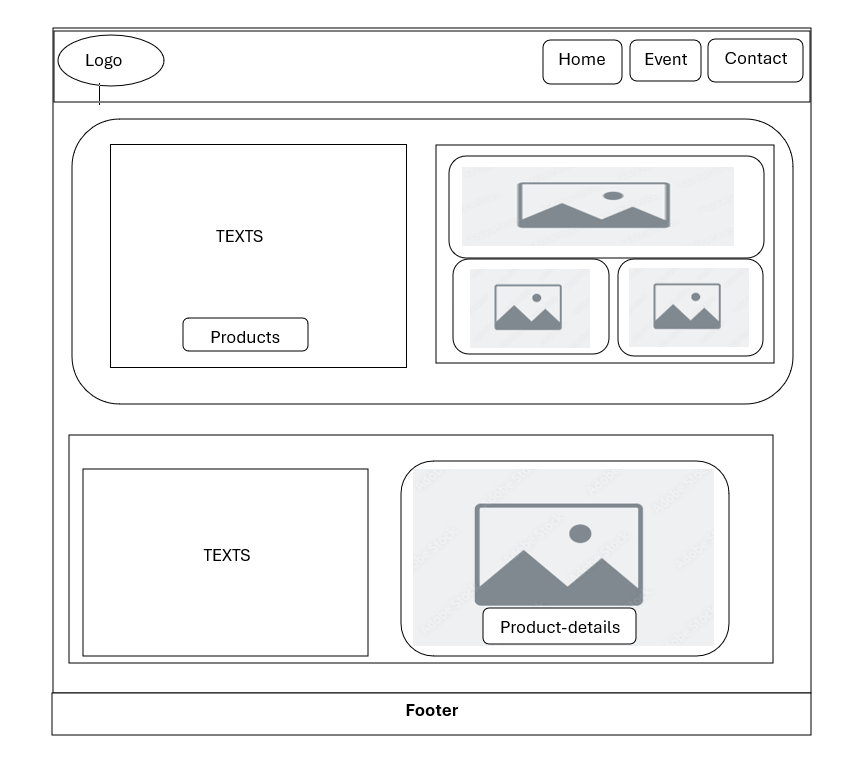 Logo
Home
Event
Contact
TEXTS
Products
TEXTS
Product-details
Footer